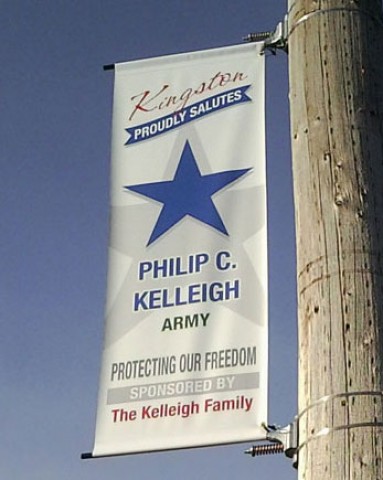 Kingston
PROUDLY SALUTES
PHILIP C.
KELLEIGH
ARMY
PROTECTING OUR FREEDOM
SPONSORED BY
The Kelleigh Family